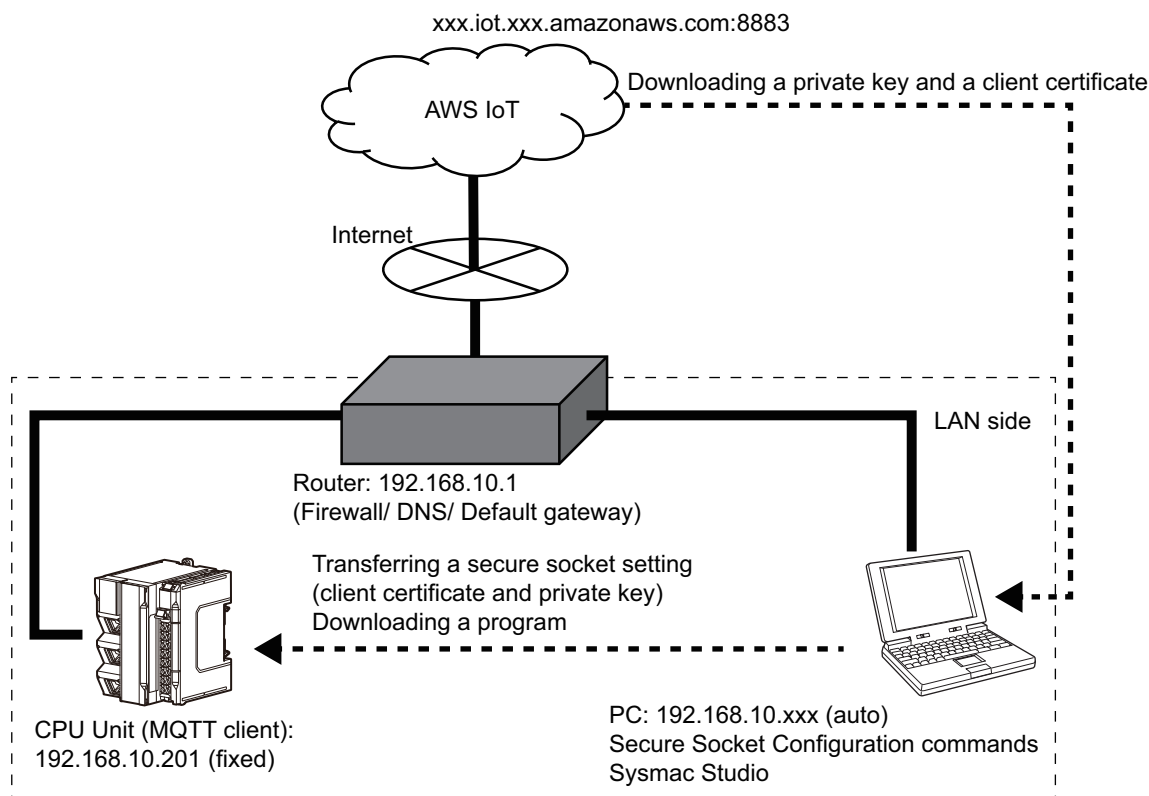 xxx.iot.xxx.amazonaws.com:8883
Downloading a private key and a client certificate
AWS IoT
Internet
LAN side
Router: 192.168.10.1
(Firewall/ DNS/ Default gateway)
Transferring a secure socket setting
(client certificate and private key)
Downloading a program
CPU Unit (MQTT client):
192.168.10.201 (fixed)
PC: 192.168.10.xxx (auto)
Secure Socket Configuration commands
Sysmac Studio